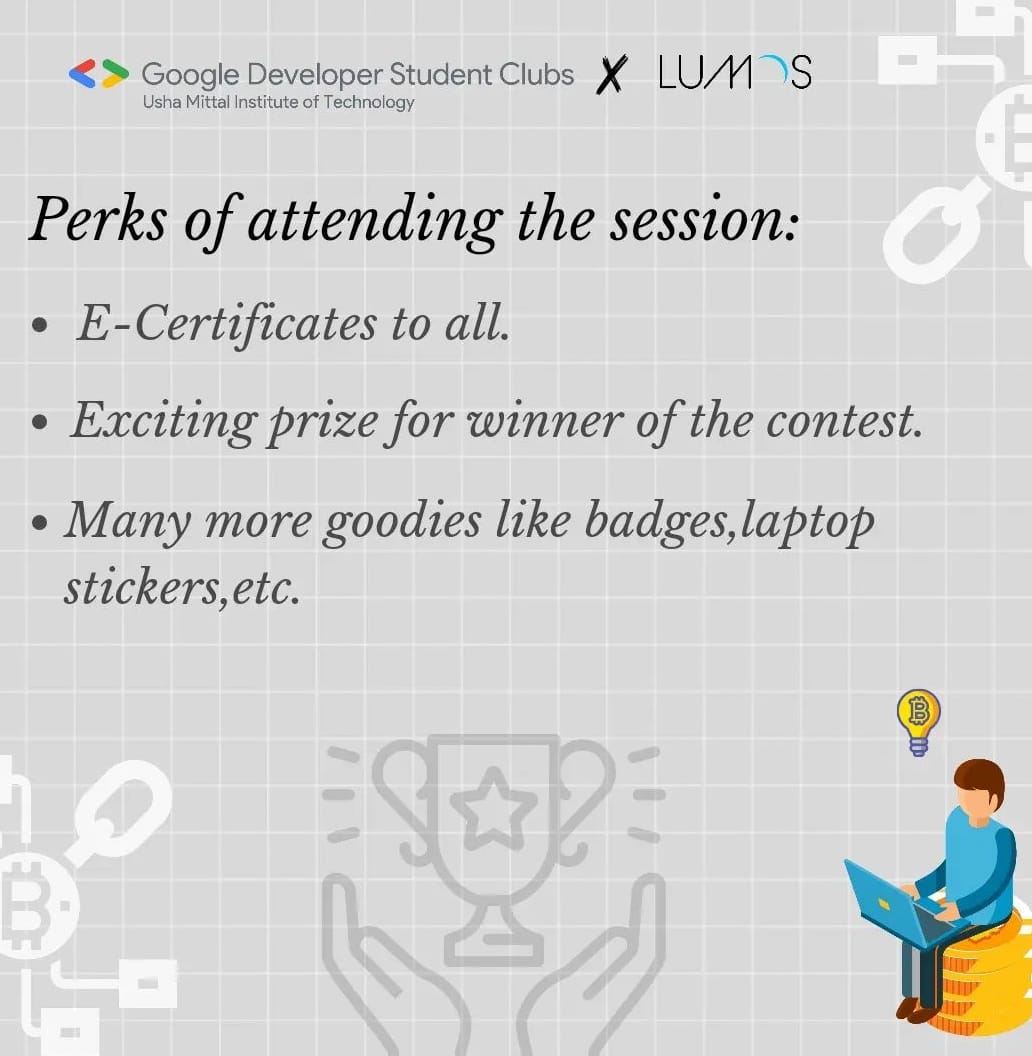 Google Developer Student Clubs X LUMOS
Usha Mittal Institute of Technology
Perks of attending the session:
• E-Certificates to all.
• Exciting prize for winner of the contest.
• Many more goodies like badges,laptop
stickers,etc.